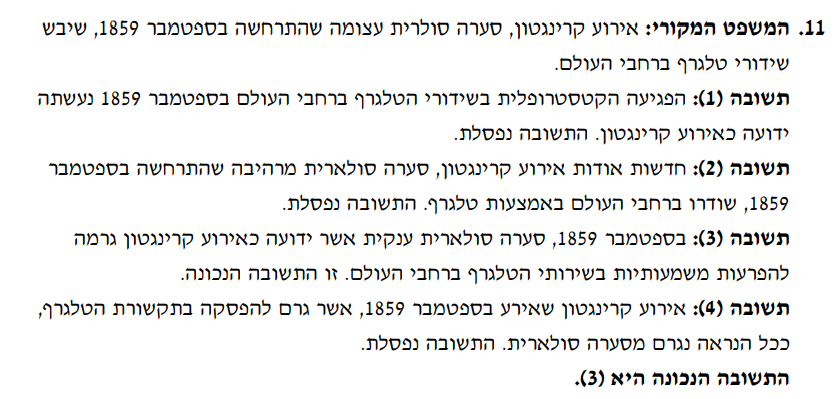 11. המשפט המקורי: אירוע קרינגטון, סערה סולרית עצומה שהתרחשה בספטמבר 1859, שיבש
שידורי טלגרף ברחבי העולם.
תשובה (1): הפגיעה הקטסטרופלית בשידורי הטלגרף ברחבי העולם בספטמבר 1859 נעשתה
ידועה כאירוע קרינגטון. התשובה נפסלת.
תשובה (2): חדשות אודות אירוע קרינגטון, סערה סולארית מרהיבה שהתרחשה בספטמבר
1859, שודרו ברחבי העולם באמצעות טלגרף. התשובה נפסלת.
תשובה (3): בספטמבר 1859, סערה סולארית ענקית אשר ידועה כאירוע קרינגטון גרמה
להפרעות משמעותיות בשירותי הטלגרף ברחבי העולם. זו התשובה הנכונה.
תשובה (4): אירוע קרינגטון שאירע בספטמבר 1859, אשר גרם להפסקה בתקשורת הטלגרף,
ככל הנראה נגרם מסערה סולארית. התשובה נפסלת.
התשובה הנכונה היא (3).